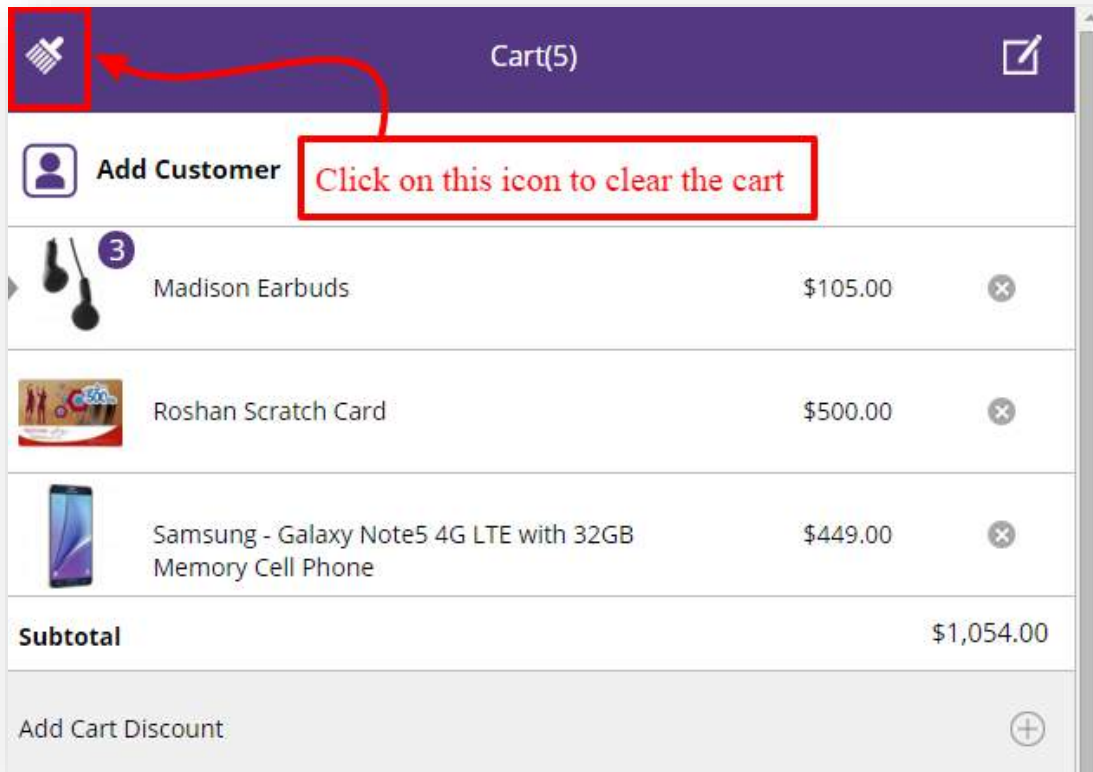 Cart(5)
Add Customer
Click on this icon to clear the cart
3
Madison Earbuds
$105.00
500
Roshan Scratch Card
$500.00
Samsung - Galaxy Note5 4G LTE with 32GB
Memory Cell Phone
$449.00
Subtotal
$1,054.00
Add Cart Discount